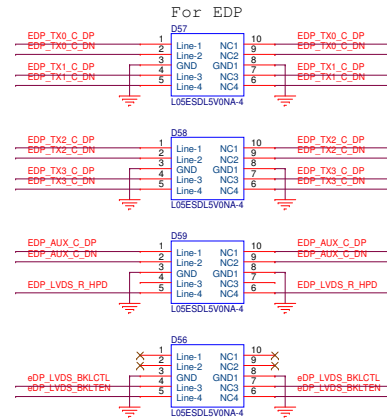 For EDP
D57
EDP_TX0_C_DP 1 Line-1 NC1 10 EDP_TX0_C_DP
EDP_TX0_C_DN 2 Line-2 NC2 9 EDP_TX0_C_DN
3 GND GND1 8
EDP_TX1_C_DP 4 Line-3 NC3 7 EDP_TX1_C_DP
EDP_TX1_C_DN 5 Line-4 NC4 6 EDP_TX1_C_DN
L05ESDL5V0NA-4
D58
EDP_TX2_C_DP 1 Line-1 NC1 10 EDP_TX2_C_DP
EDP_TX2_C_DN 2 Line-2 NC2 9 EDP_TX2_C_DN
3 GND GND1 8
EDP_TX3_C_DP 4 Line-3 NC3 7 EDP_TX3_C_DP
EDP_TX3_C_DN 5 Line-4 NC4 6 EDP_TX3_C_DN
L05ESDL5V0NA-4
D59
EDP_AUX_C_DP 1 Line-1 NC1 10 EDP_AUX_C_DP
EDP_AUX_C_DN 2 Line-2 NC2 9 EDP_AUX_C_DN
3 GND GND1 8
4 Line-3 NC3 7
EDP_LVDS_R_HPD 5 Line-4 NC4 6 EDP_LVDS_R_HPD
L05ESDL5V0NA-4
D56
1 Line-1 NC1 10
2 Line-2 NC2 9
3 GND GND1 8
eDP_LVDS_BKLCTL 4 Line-3 NC3 7 eDP_LVDS_BKLCTL
eDP_LVDS_BKLTEN 5 Line-4 NC4 6 eDP_LVDS_BKLTEN
L05ESDL5V0NA-4